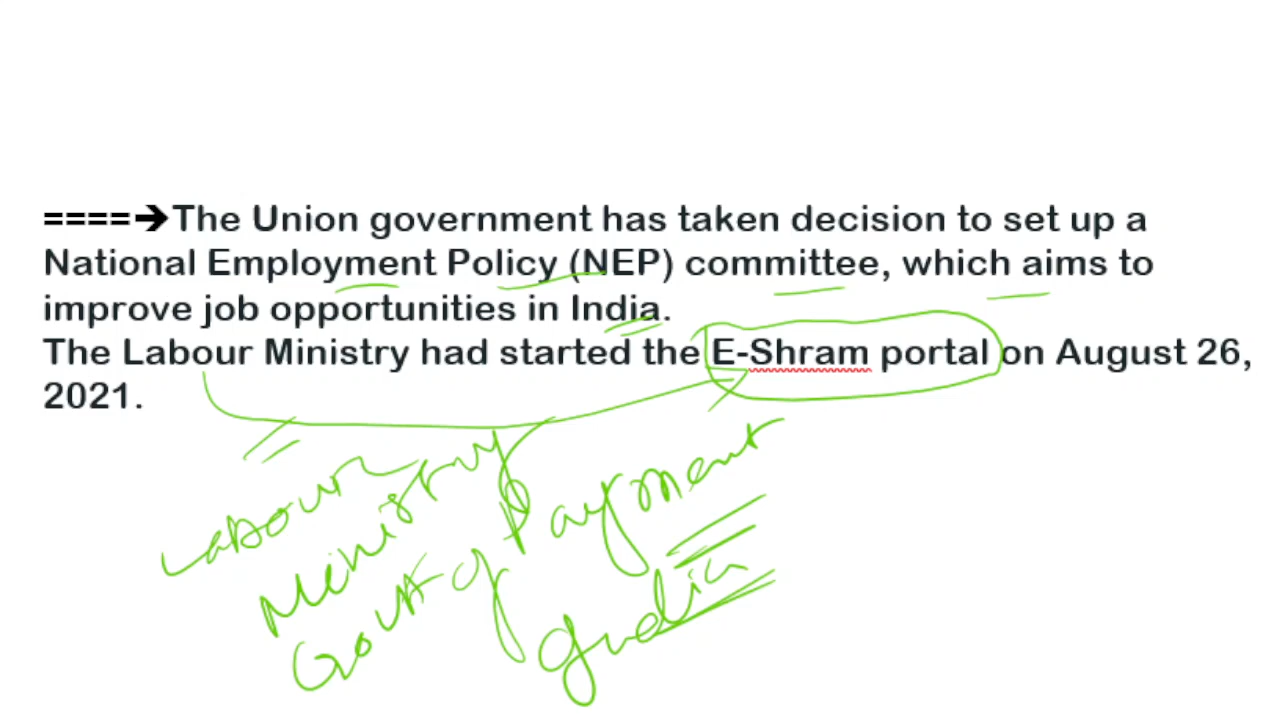 ====➔The Union government has taken decision to set up a
National Employment Policy (NEP) committee, which aims to
improve job opportunities in India.
The Labour Ministry had started the E-Shram portal on August 26,
2021.
Labour
Ministry
Payment
Govt of
India